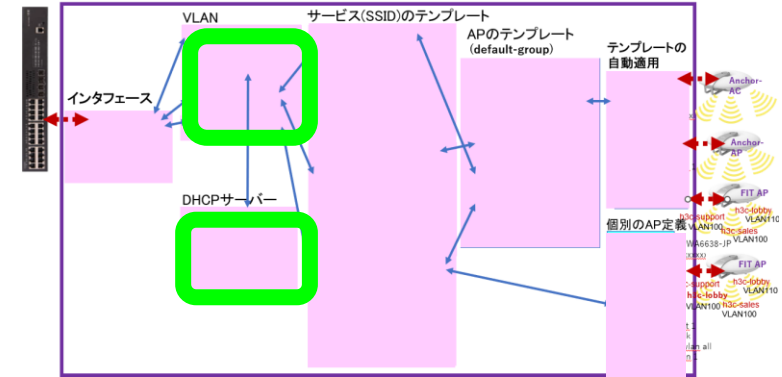 VLAN
サービス(SSID)のテンプレート
APのテンプレート
(default-group)
テンプレートの
自動適用
インタフェース
Anchor-
AC
Anchor-
AP
DHCPサーバー
FIT AP
h3c-support
VLAN100
h3c-lobby
VLAN110
h3c-sales
VLAN100
個別のAP定義
WA6638-JP
FIT AP
c-support
VLAN100
h3c-lobby
h3c-lobby
VLAN110
h3c-sales
VLAN100
vlan all